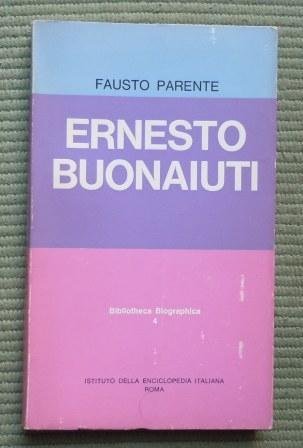 FAUSTO PARENTE
ERNESTO
BUONAIUTI
Bibliotheca Biographica
4
ISTITUTO DELLA ENCICLOPEDIA ITALIANA
ROMA